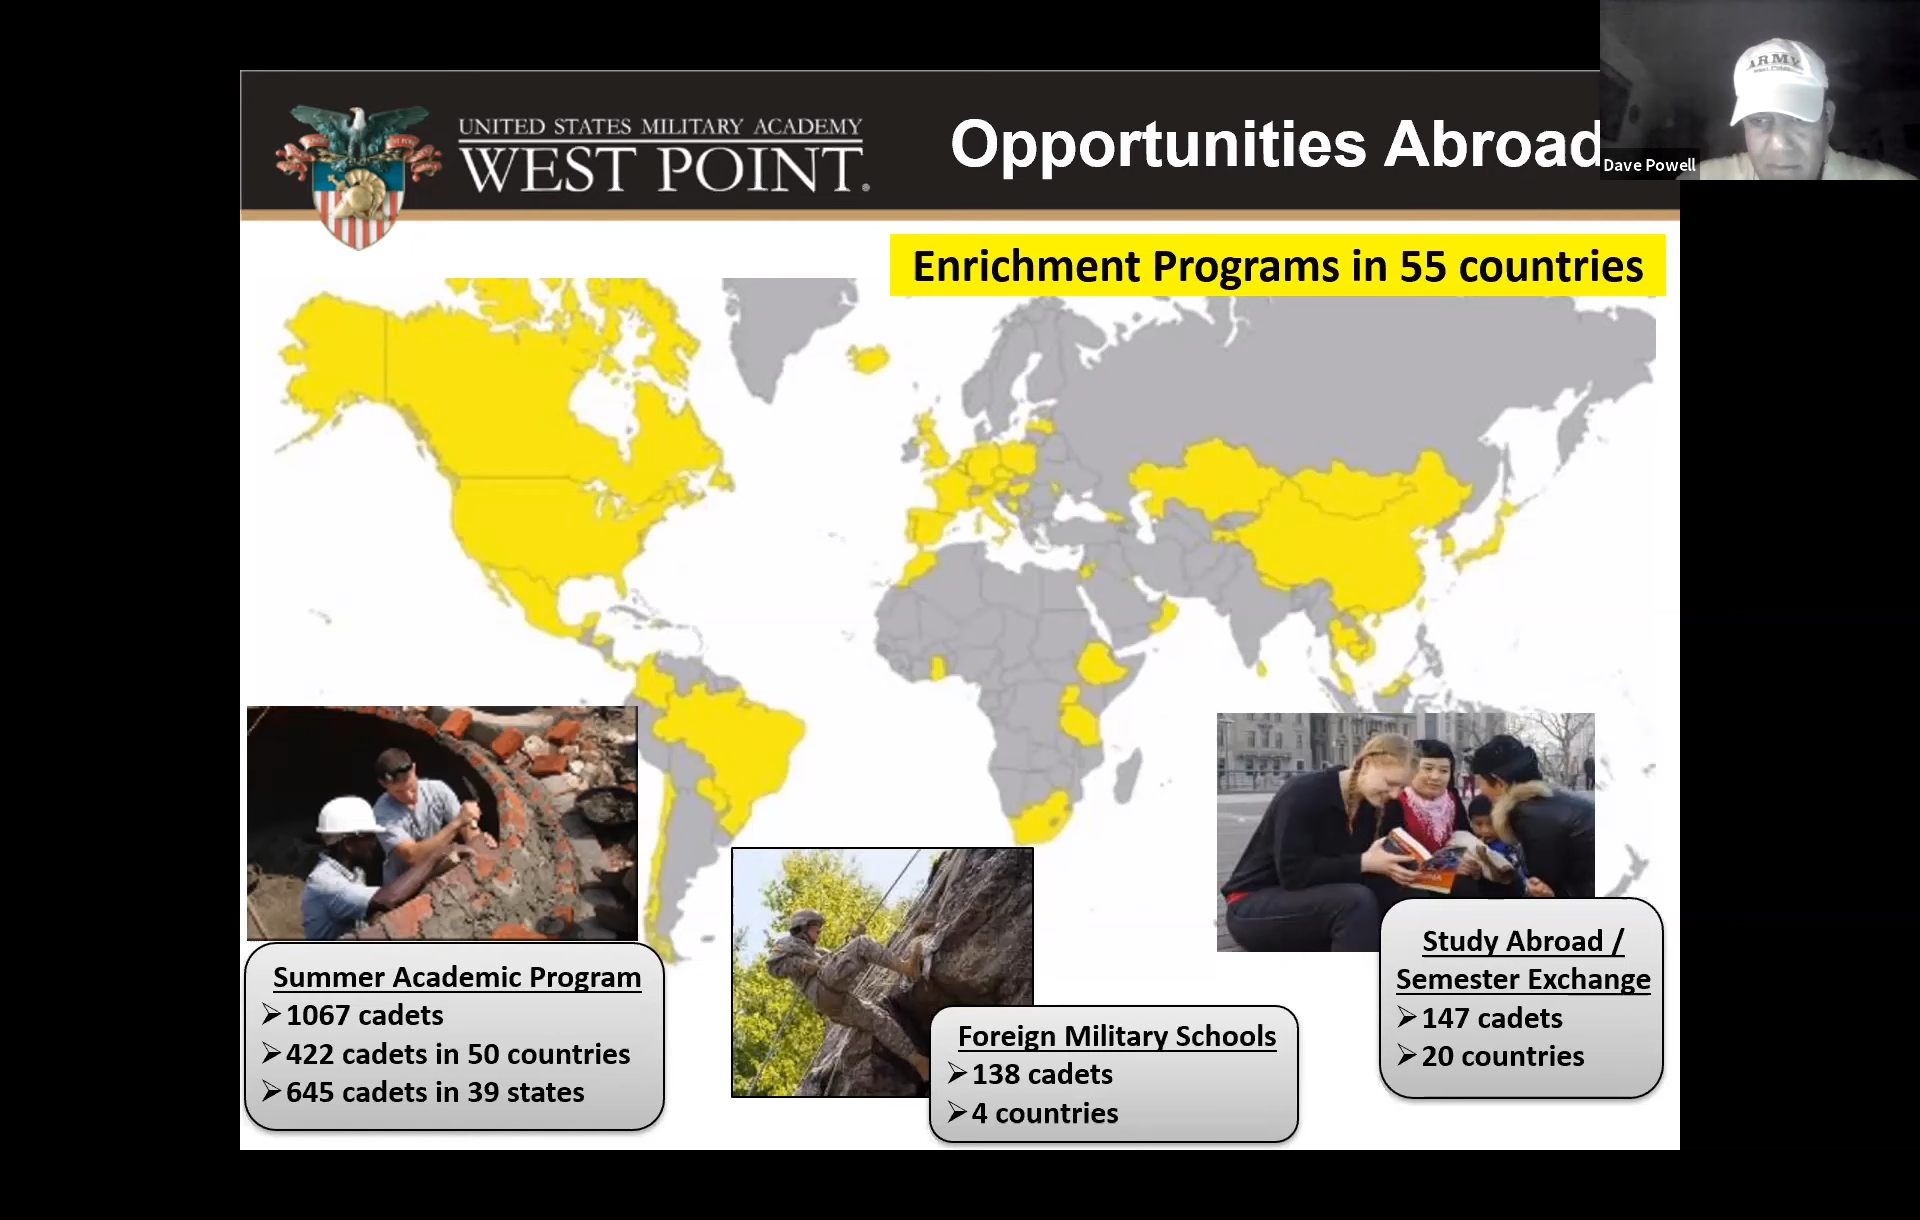 UNITED STATES MILITARY ACADEMY
WEST POINT.
Opportunities Abroad
ARMY
Dave Powell
Enrichment Programs in 55 countries
Summer Academic Program
➢1067 cadets
➢422 cadets in 50 countries
➢645 cadets in 39 states
Foreign Military Schools
➢138 cadets
➢4 countries
Study Abroad /
Semester Exchange
➢147 cadets
➢20 countries